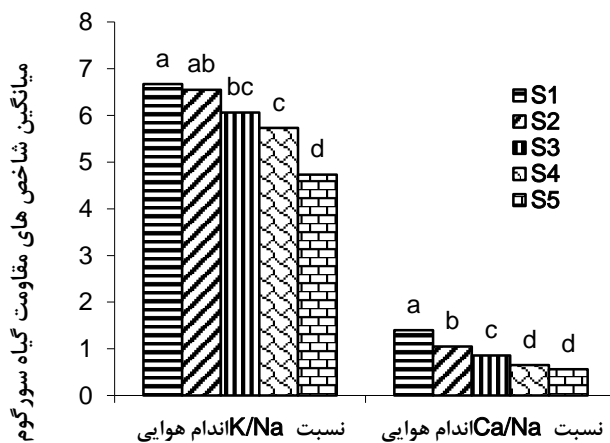 میانگین شاخص های مقاومت گیاه سورگوم
8
7
6
5
4
3
2
1
0
a
ab
bc
c
d
a
b
c
d
d
S1
S2
S3
S4
S5
نسبت K/Na اندام هوایی
نسبت Ca/Na اندام هوایی